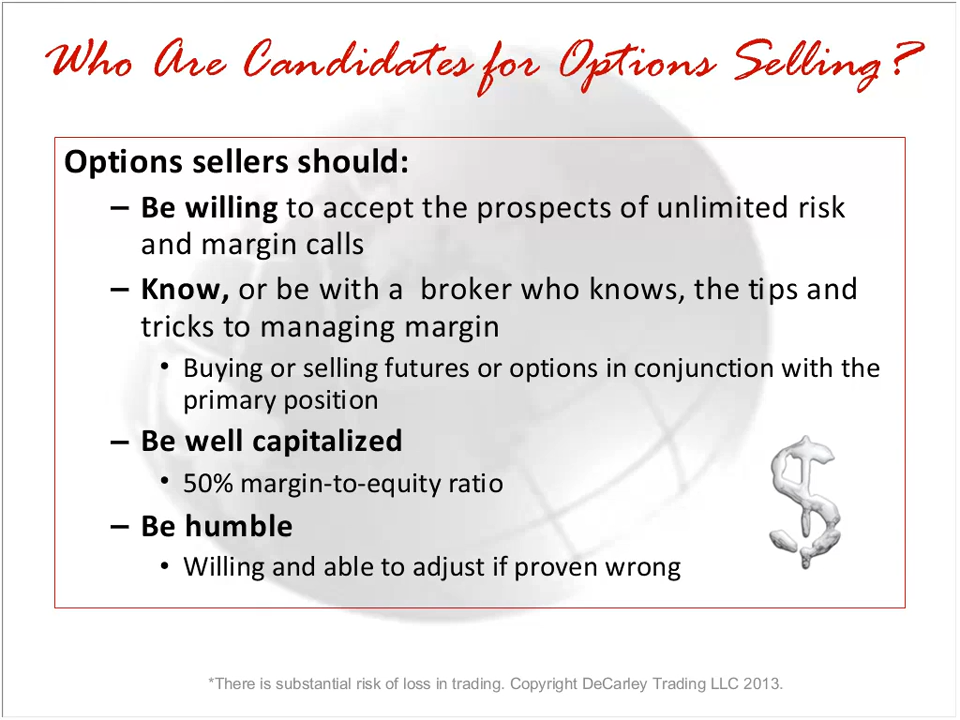 Who Are Candidates for Options Selling?
Options sellers should:
– Be willing to accept the prospects of unlimited risk
and margin calls
– Know, or be with a broker who knows, the tips and
tricks to managing margin
• Buying or selling futures or options in conjunction with the
primary position
– Be well capitalized
• 50% margin-to-equity ratio
– Be humble
• Willing and able to adjust if proven wrong
$
*There is substantial risk of loss in trading. Copyright DeCarley Trading LLC 2013.